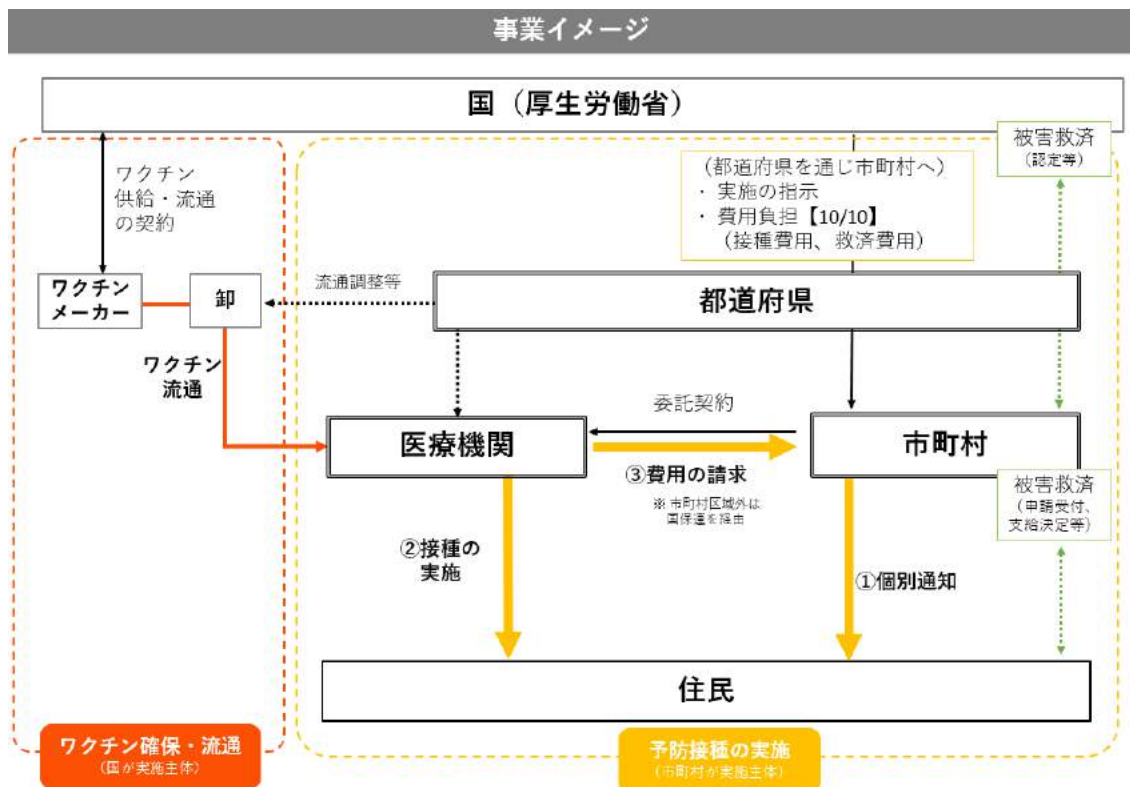 事業イメージ
国（厚生労働省）
被害救済
（認定等）
ワクチン
供給・流通
の契約
（都道府県を通じ市町村へ）
・ 実施の指示
・ 費用負担【10/10】
（接種費用、救済費用）
ワクチン
メーカー
卸
流通調整等
都道府県
ワクチン
流通
委託契約
医療機関
市町村
③費用の請求
※ 市町村区域外は
国保連を経由
被害救済
（申請受付、
支給決定等）
②接種の
実施
①個別通知
住民
ワクチン確保・流通
（国が実施主体）
予防接種の実施
（市町村が実施主体）